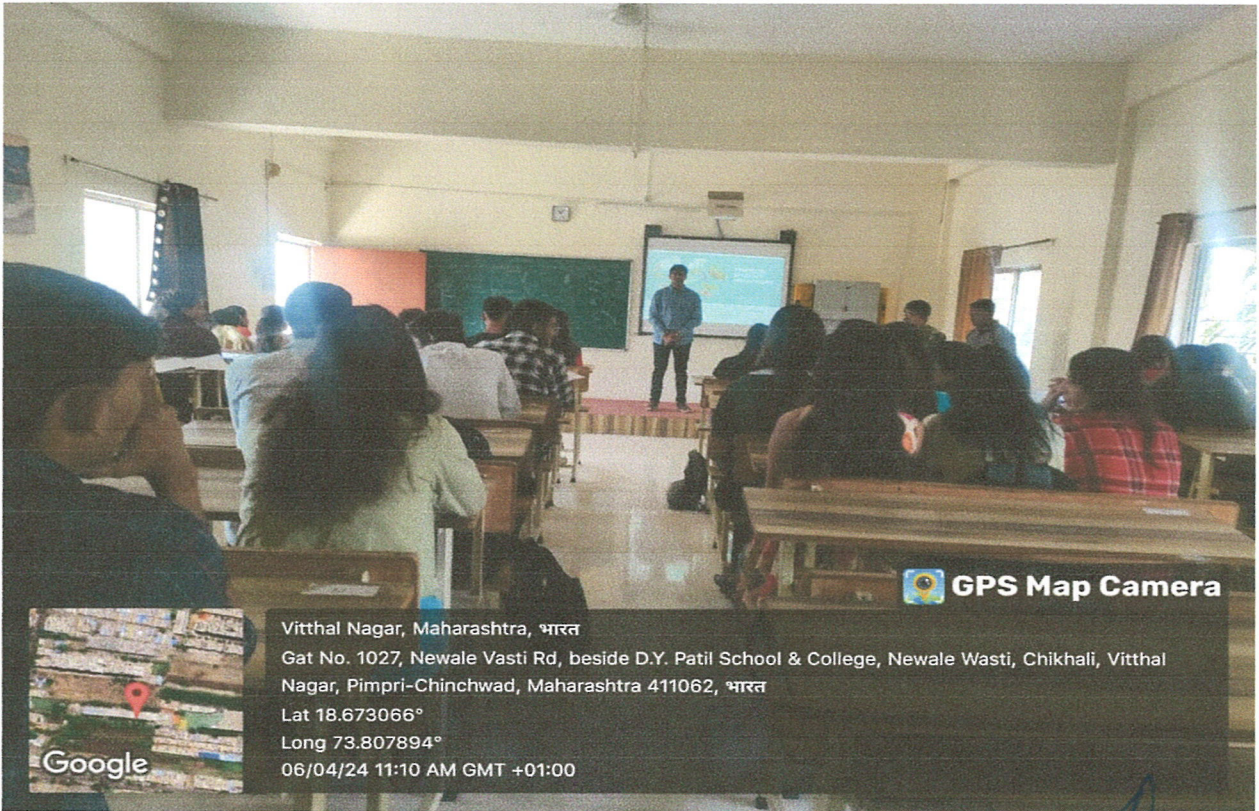 GPS Map Camera
Vitthal Nagar, Maharashtra, भारत
Gat No. 1027, Newale Vasti Rd, beside D.Y. Patil School & College, Newale Wasti, Chikhali, Vitthal
Nagar, Pimpri-Chinchwad, Maharashtra 411062, भारत
Lat 18.673066°
Long 73.807894°
06/04/24 11:10 AM GMT +01:00
Google